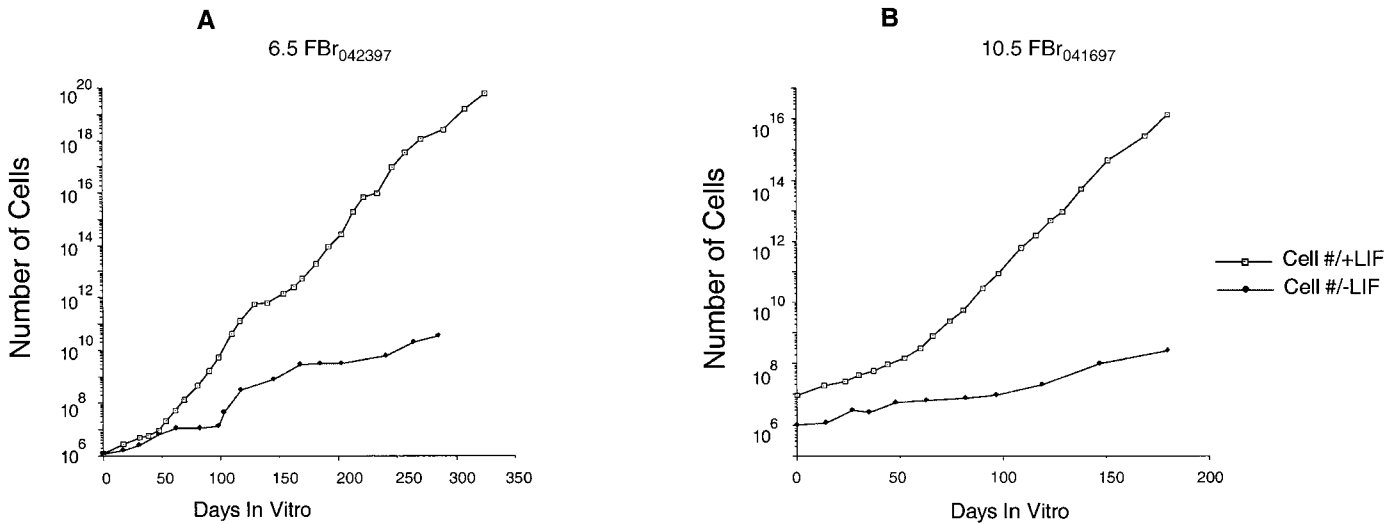 A
6.5 FBr042397
Number of Cells
10^20
10^18
10^16
10^14
10^12
10^10
10^8
10^6
0 50 100 150 200 250 300 350
Days In Vitro
B
10.5 FBr041697
Number of Cells
10^16
10^14
10^12
10^10
10^8
10^6
0 50 100 150 200
Days In Vitro
Cell #/+LIF
Cell #/-LIF